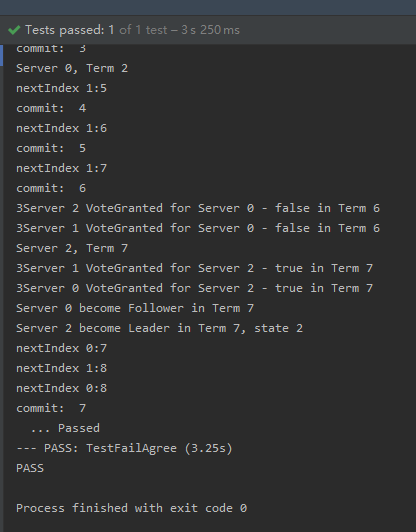 Tests passed: 1 of 1 test – 3 s 250 ms
commit:  3
Server 0, Term 2
nextIndex 1:5
commit:  4
nextIndex 1:6
commit:  5
nextIndex 1:7
commit:  6
3Server 2 VoteGranted for Server 0 - false in Term 6
3Server 1 VoteGranted for Server 0 - false in Term 6
Server 2, Term 7
3Server 1 VoteGranted for Server 2 - true in Term 7
3Server 0 VoteGranted for Server 2 - true in Term 7
Server 0 become Follower in Term 7
Server 2 become Leader in Term 7, state 2
nextIndex 0:7
nextIndex 1:8
nextIndex 0:8
commit:  7
  ... Passed
--- PASS: TestFailAgree (3.25s)
PASS
Process finished with exit code 0